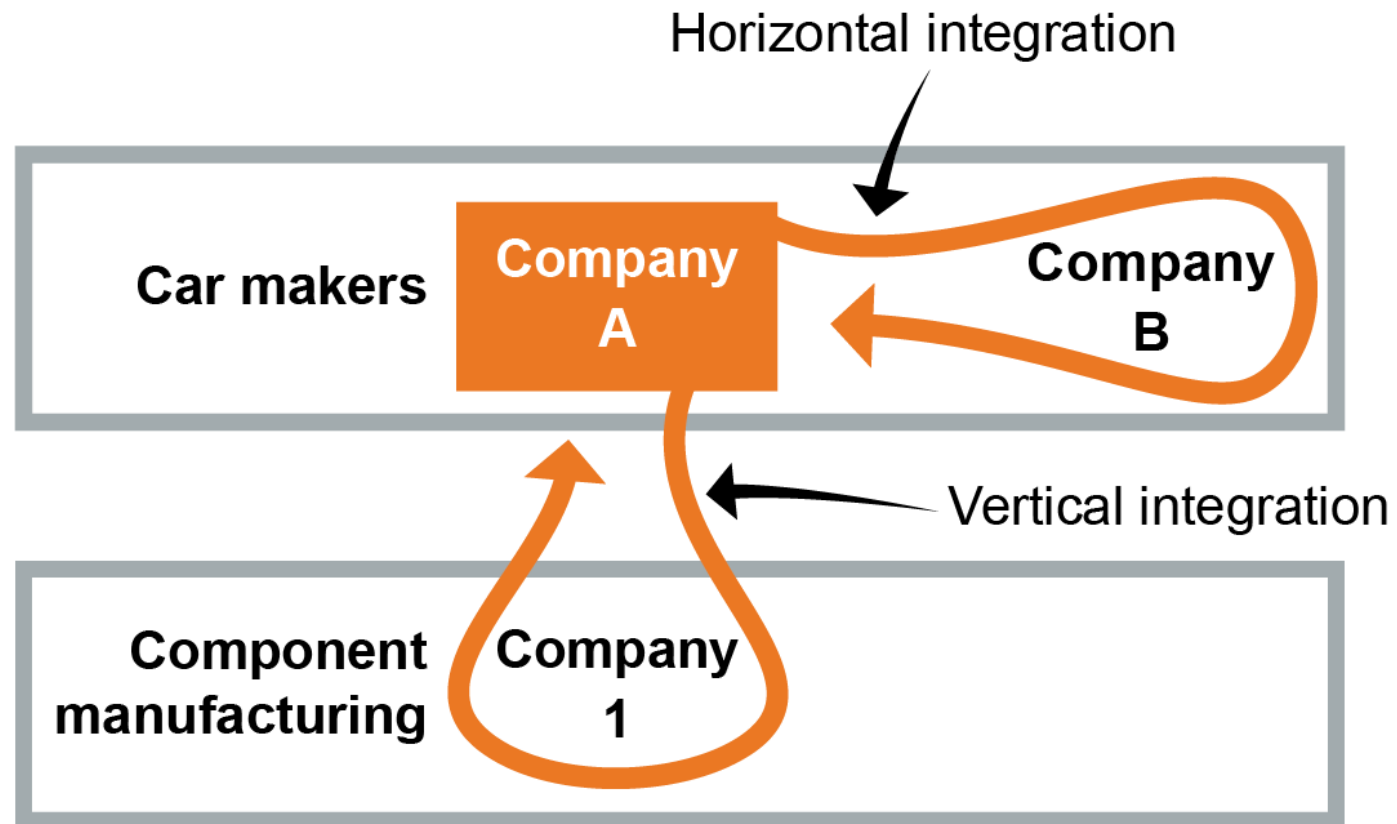 Horizontal integration
Car makers
Company
A
Company
B
Vertical integration
Component
manufacturing
Company
1